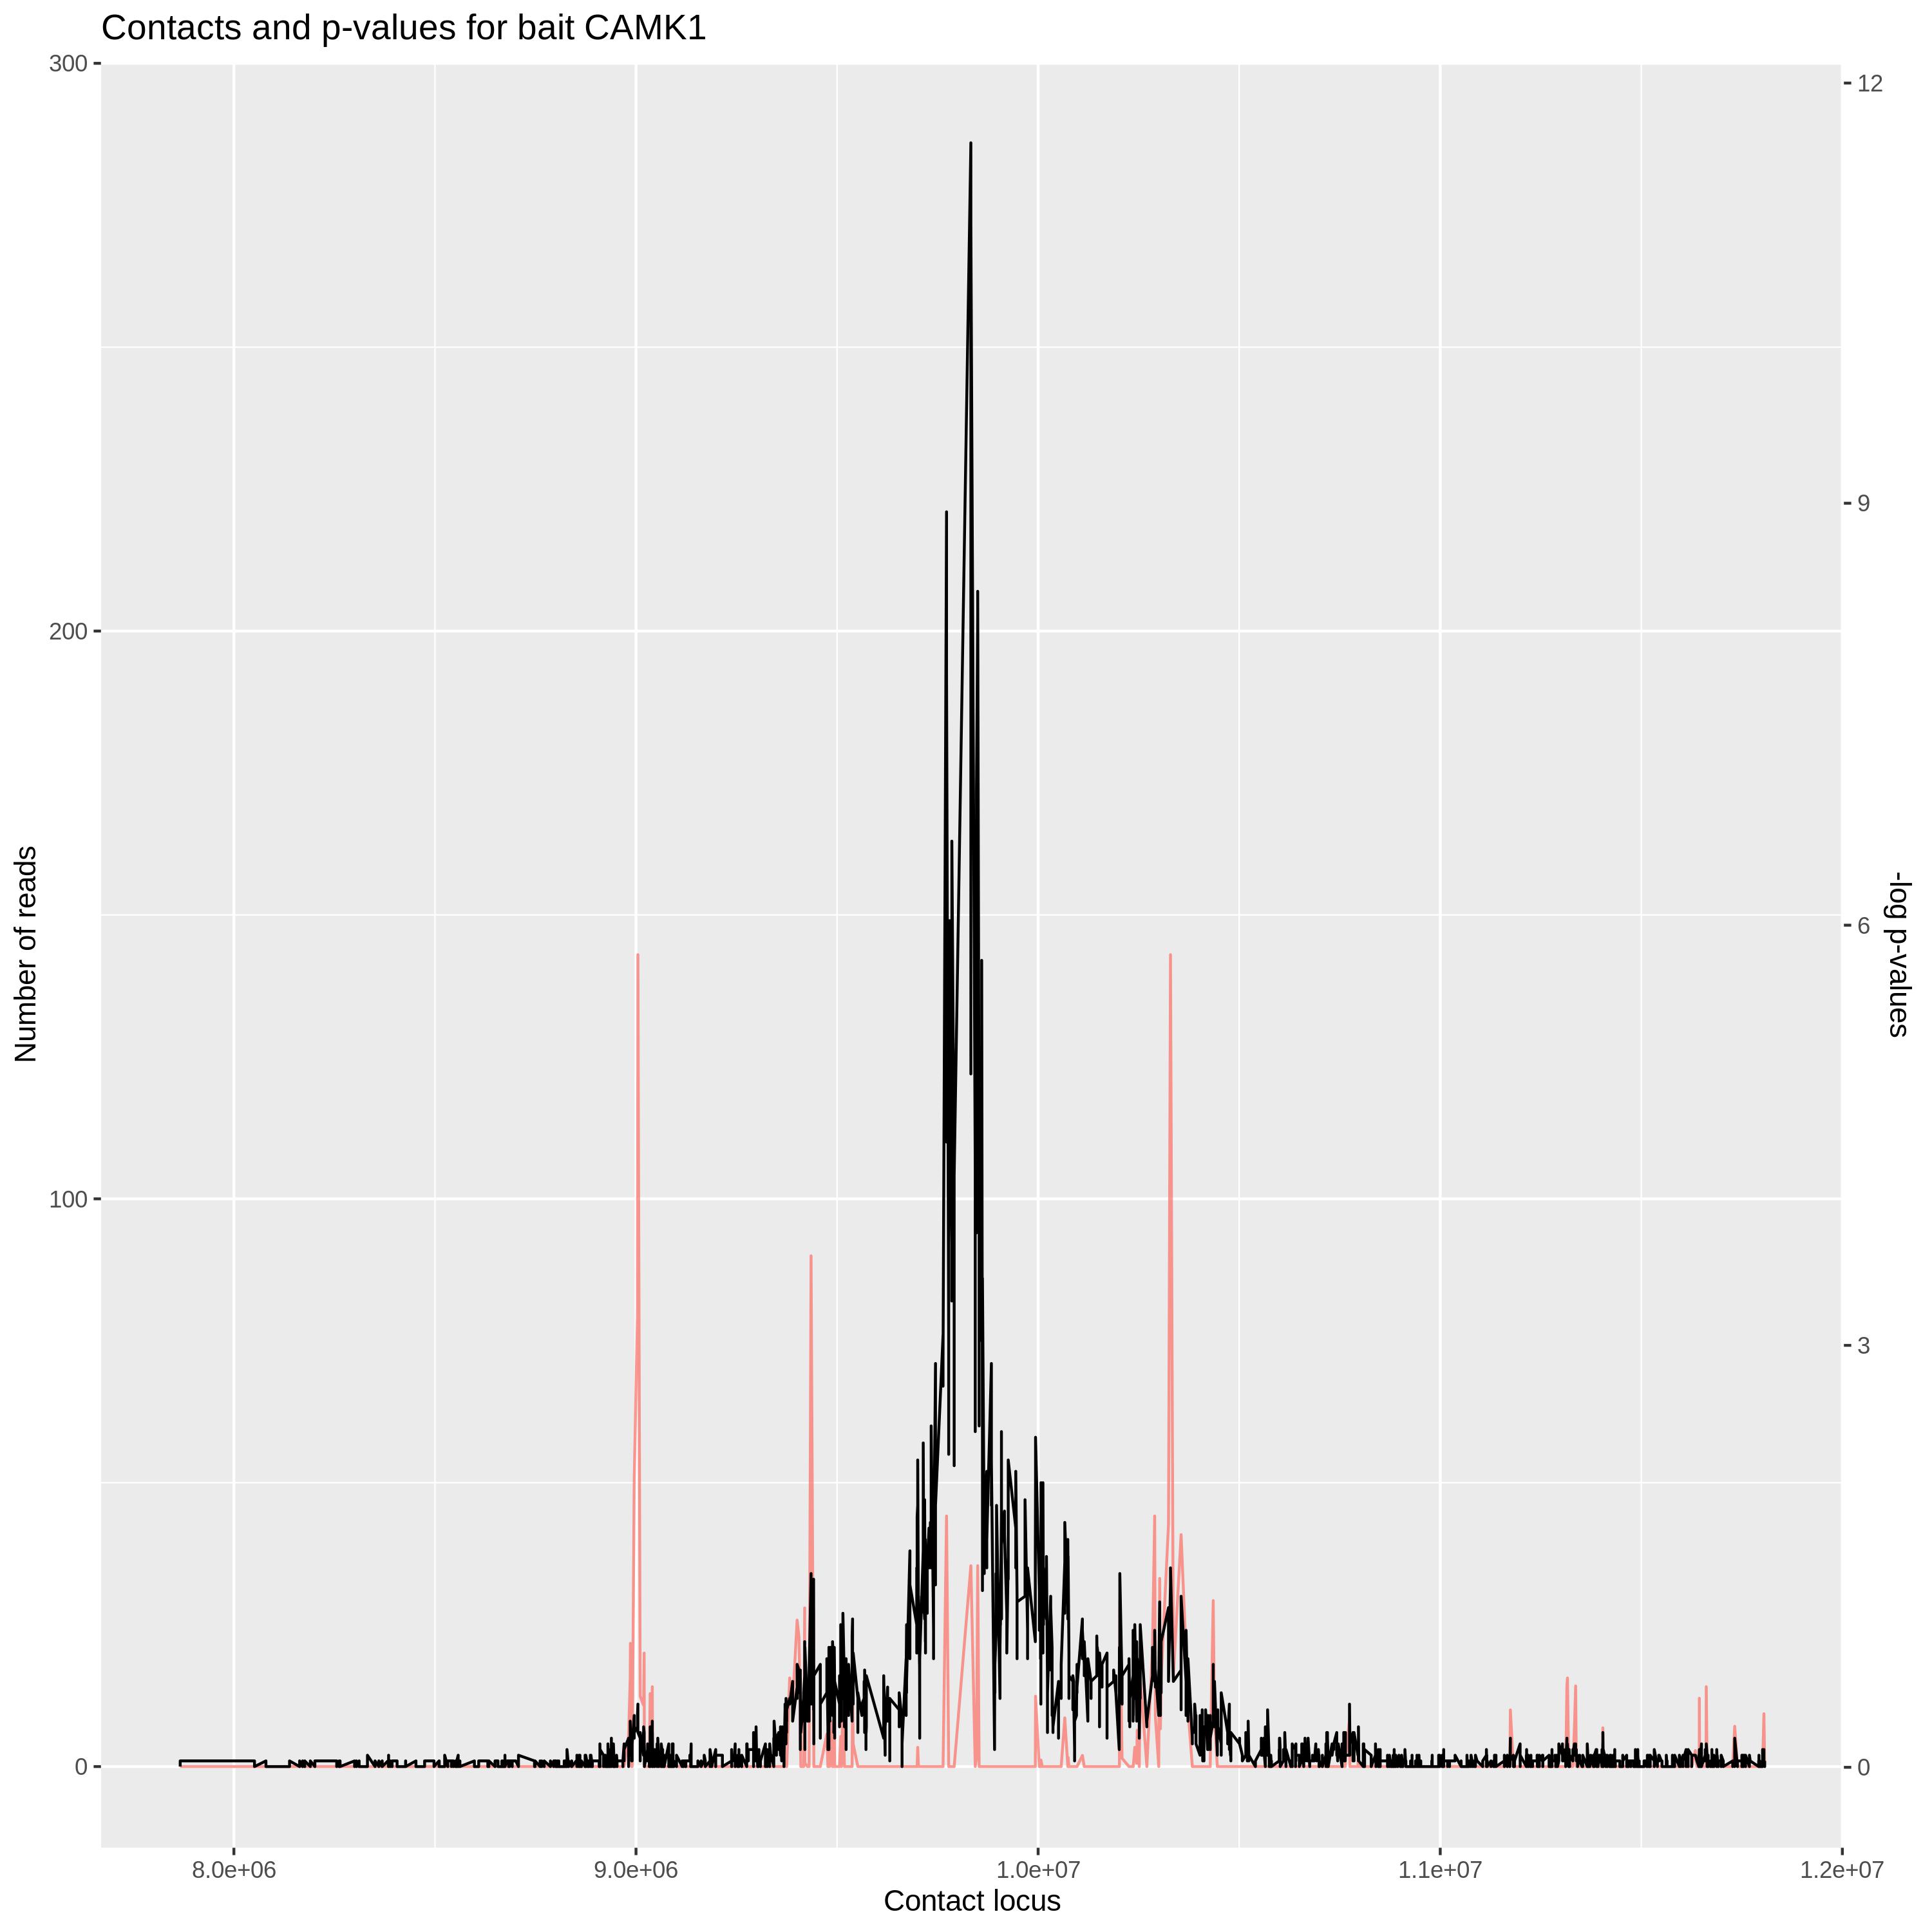 Contacts and p-values for bait CAMK1
300
200
100
0
Number of reads
12
9
6
3
0
-log p-values
8.0e+06
9.0e+06
1.0e+07
1.1e+07
1.2e+07
Contact locus